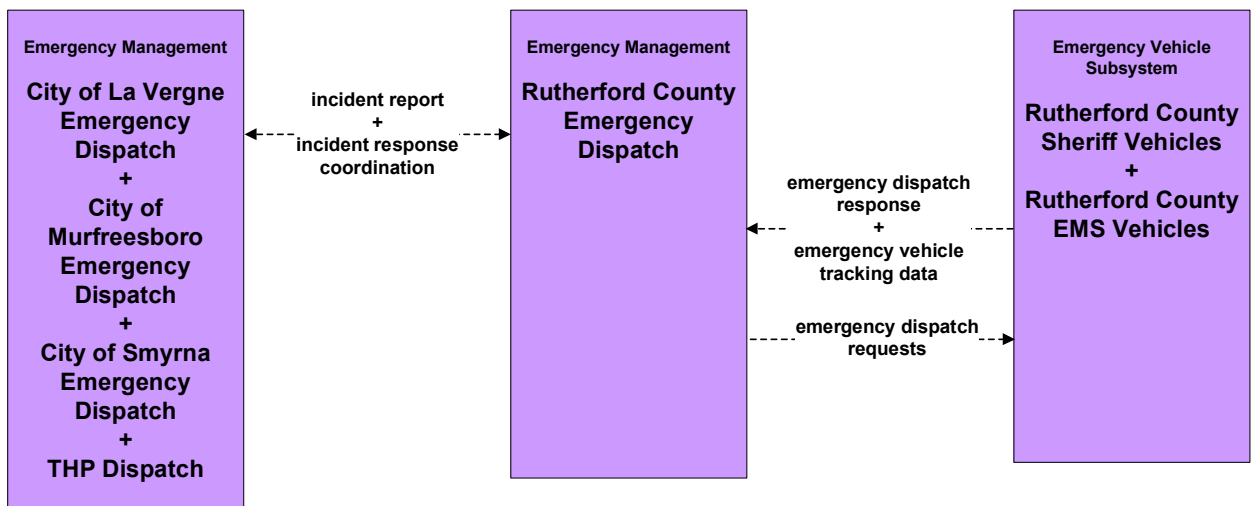 Emergency Management
City of La Vergne
Emergency
Dispatch
+
City of
Murfreesboro
Emergency
Dispatch
+
City of Smyrna
Emergency
Dispatch
+
THP Dispatch
incident report
+
incident response
coordination
Emergency Management
Rutherford County
Emergency
Dispatch
emergency dispatch
response
+
emergency vehicle
tracking data
emergency dispatch
requests
Emergency Vehicle
Subsystem
Rutherford County
Sheriff Vehicles
+
Rutherford County
EMS Vehicles